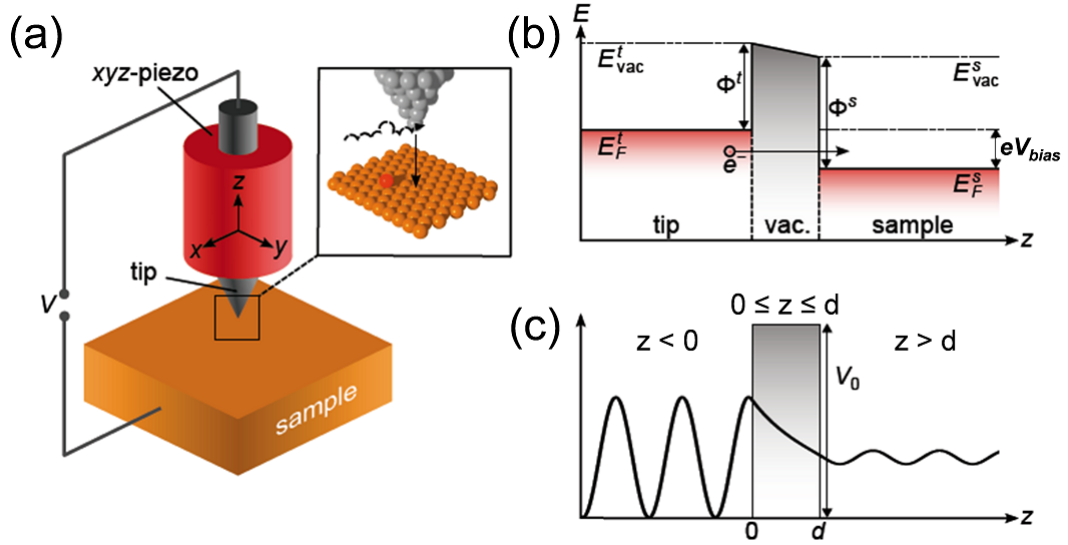 (a)
xyz-piezo
z
x
y
tip
V
sample
(b)
E
E^t_vac
E^s_vac
Φ^t
Φ^s
E^t_F
e⁻
eV_bias
E^s_F
tip
vac.
sample
z
(c)
0 ≤ z ≤ d
z < 0
z > d
V_0
0
d
z